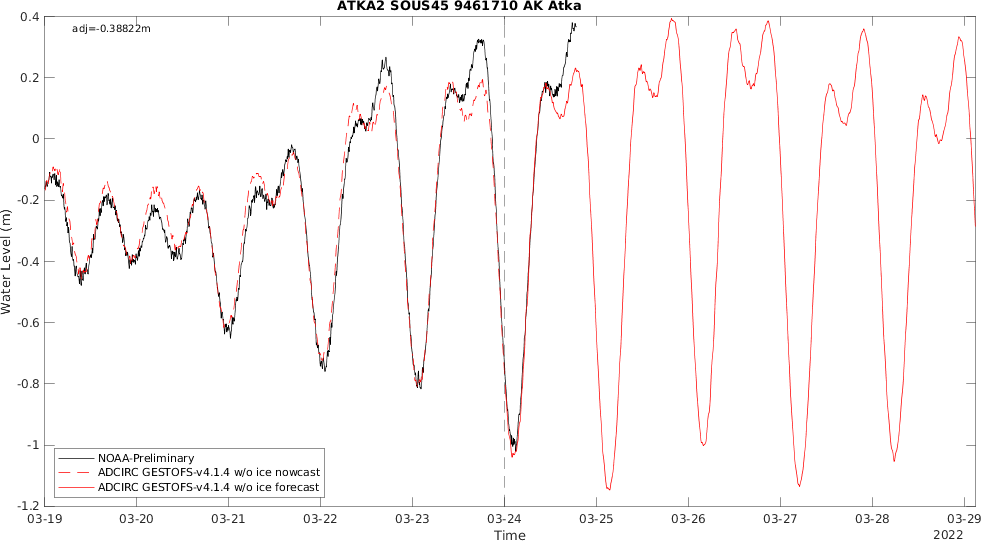 ATKA2 SOUS45 9461710 AK Atka
adj=-0.38822m
0.4
0.2
0
-0.2
-0.4
-0.6
-0.8
-1
-1.2
Water Level (m)
NOAA-Preliminary
ADCIRC GESTOFS-v4.1.4 w/o ice nowcast
ADCIRC GESTOFS-v4.1.4 w/o ice forecast
03-19 03-20 03-21 03-22 03-23 03-24 03-25 03-26 03-27 03-28 03-29
Time
2022